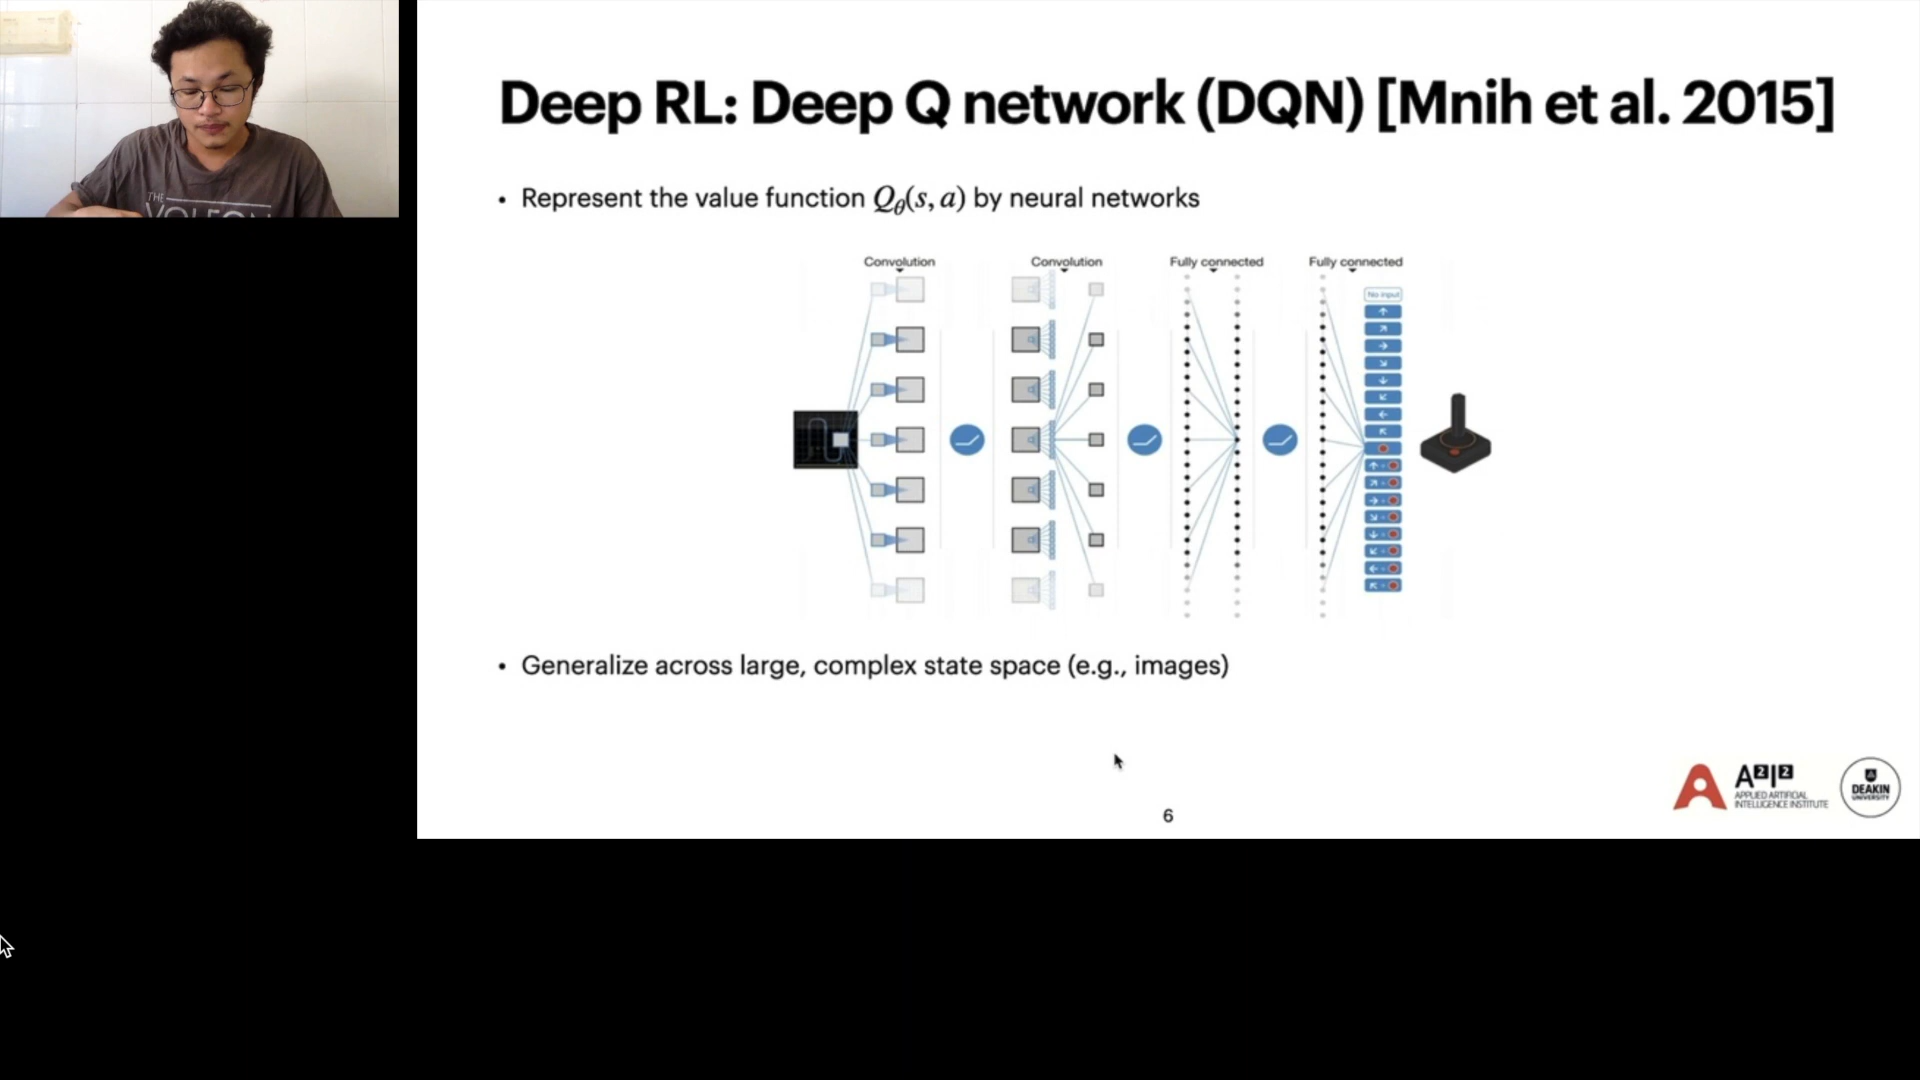 THE
Deep RL: Deep Q network (DQN) [Mnih et al. 2015]
• Represent the value function Qθ(s, a) by neural networks
Convolution Convolution Fully connected Fully connected
No input
• Generalize across large, complex state space (e.g., images)
A2I2
APPLIED ARTIFICIAL
INTELLIGENCE INSTITUTE
DEAKIN
UNIVERSITY
6